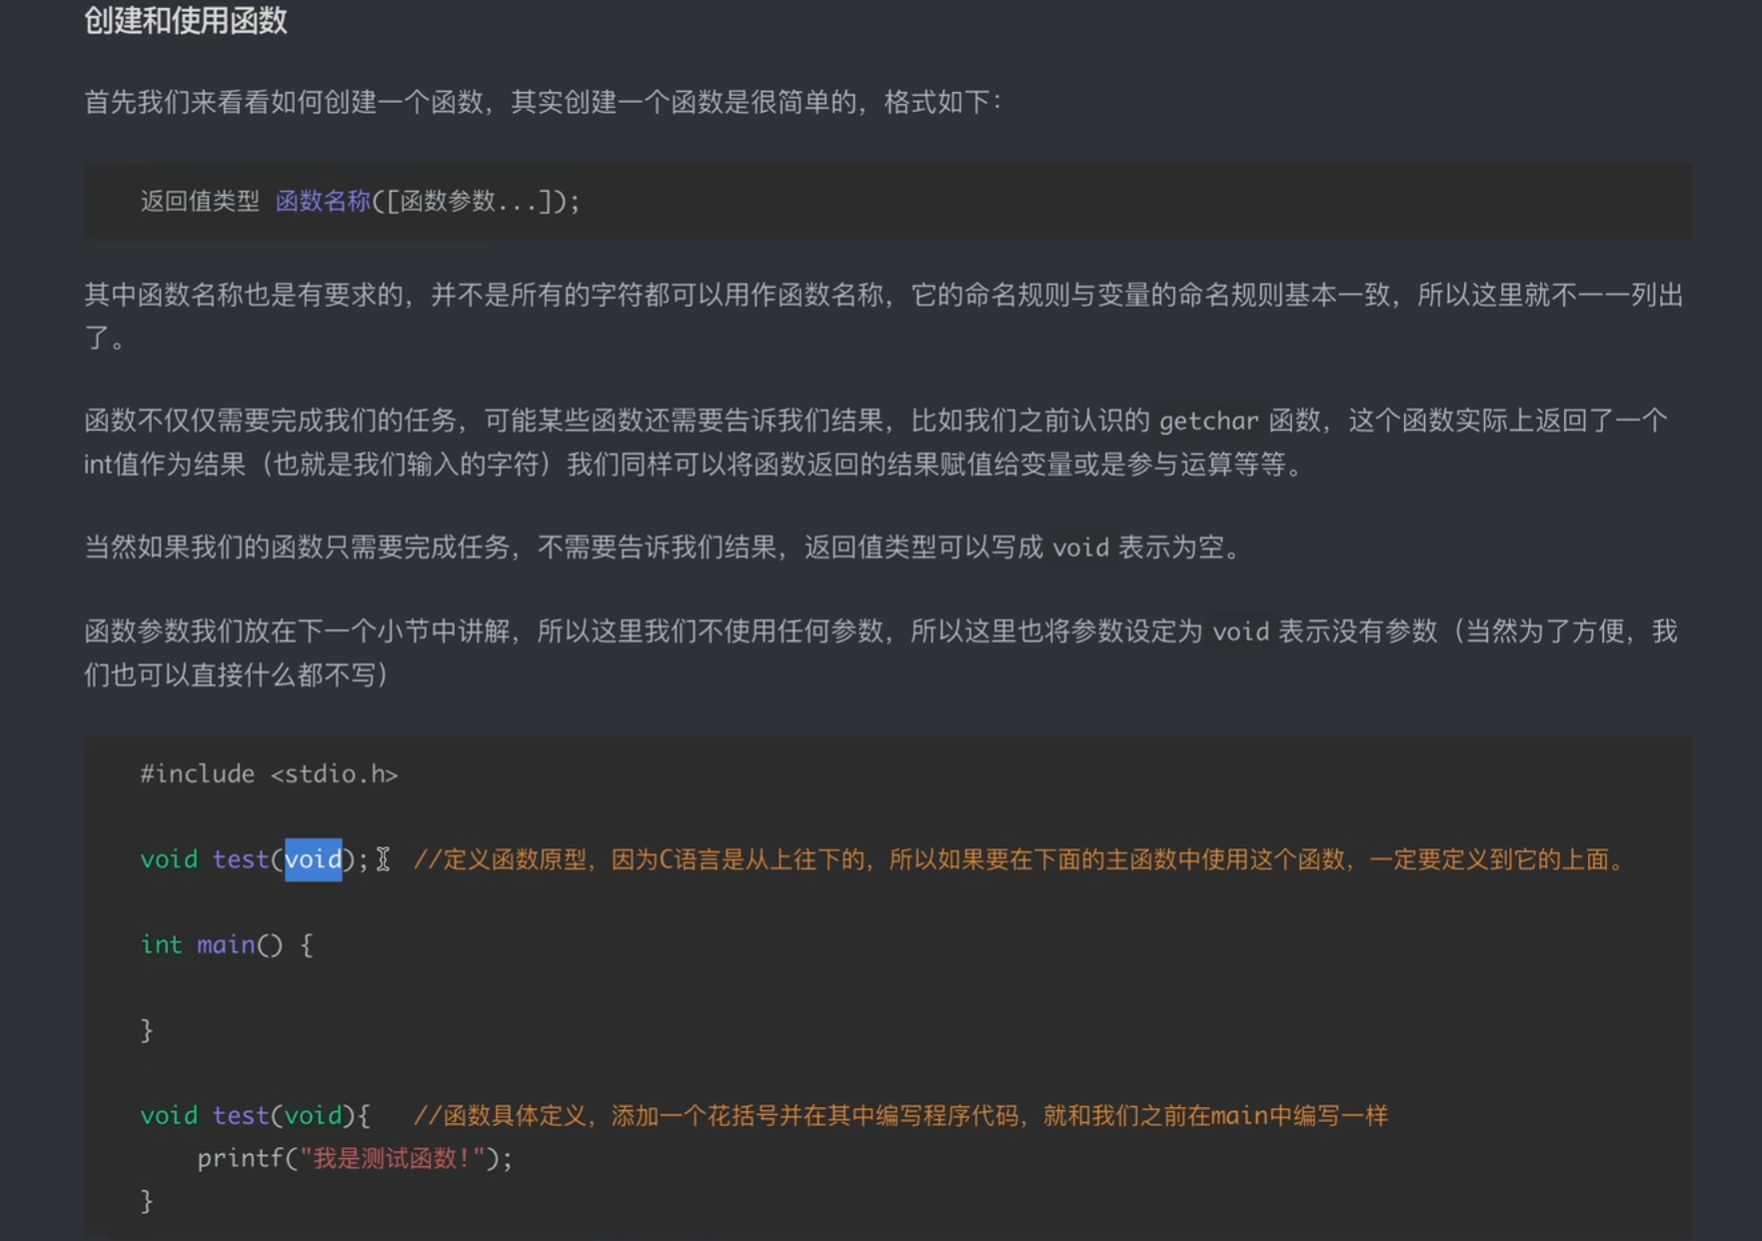 创建和使用函数
首先我们来看看如何创建一个函数，其实创建一个函数是很简单的，格式如下：
返回值类型 函数名称([函数参数...]);
其中函数名称也是有要求的，并不是所有的字符都可以用作函数名称，它的命名规则与变量的命名规则基本一致，所以这里就不一一列出
了。
函数不仅仅需要完成我们的任务，可能某些函数还需要告诉我们结果，比如我们之前认识的 getchar 函数，这个函数实际上返回了一个
int值作为结果（也就是我们输入的字符）我们同样可以将函数返回的结果赋值给变量或是参与运算等等。
当然如果我们的函数只需要完成任务，不需要告诉我们结果，返回值类型可以写成 void 表示为空。
函数参数我们放在下一个小节中讲解，所以这里我们不使用任何参数，所以这里也将参数设定为 void 表示没有参数（当然为了方便，我
们也可以直接什么都不写）
#include <stdio.h>
void test(void); //定义函数原型，因为C语言是从上往下的，所以如果要在下面的主函数中使用这个函数，一定要定义到它的上面。
int main() {
}
void test(void){ //函数具体定义，添加一个花括号并在其中编写程序代码，就和我们之前在main中编写一样
printf("我是测试函数!");
}